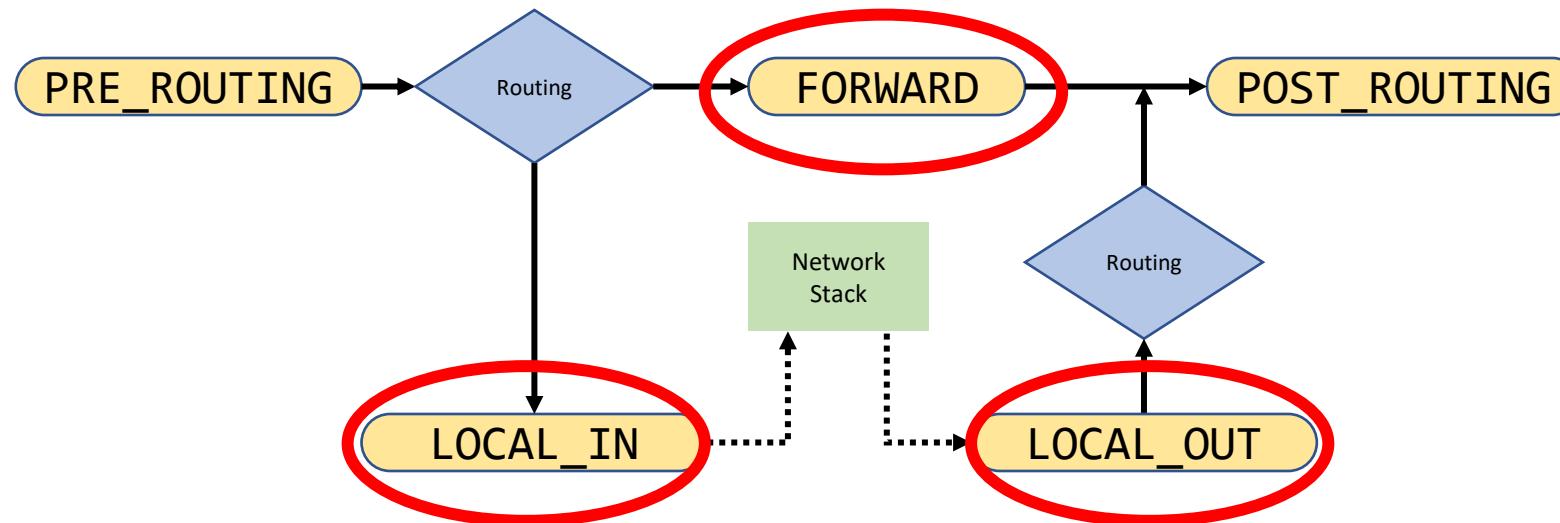 PRE_ROUTING
Routing
FORWARD
POST_ROUTING
Network
Stack
Routing
LOCAL_IN
LOCAL_OUT